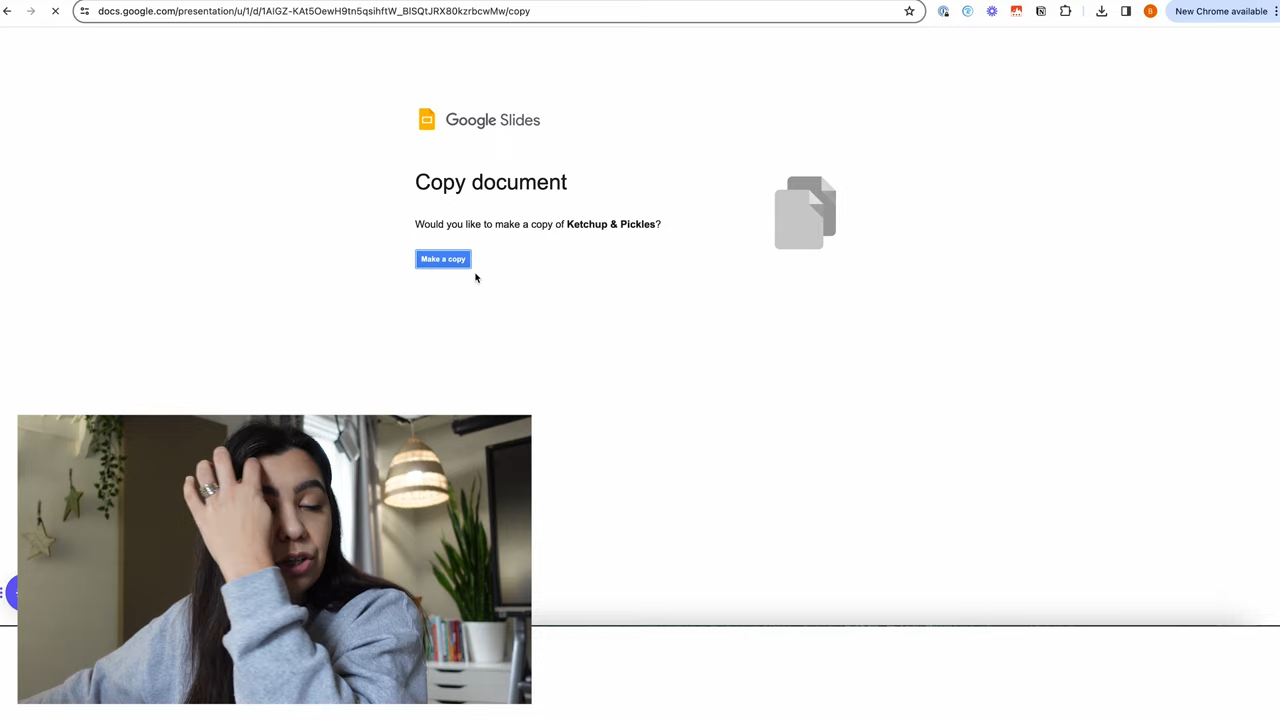 docs.google.com/presentation/u/1/d/1AlGZ-KAt5OewH9tn5qsihftW_BlSQtJRX80kzrbcwMw/copy
B
New Chrome available
Google Slides
Copy document
Would you like to make a copy of Ketchup & Pickles?
Make a copy